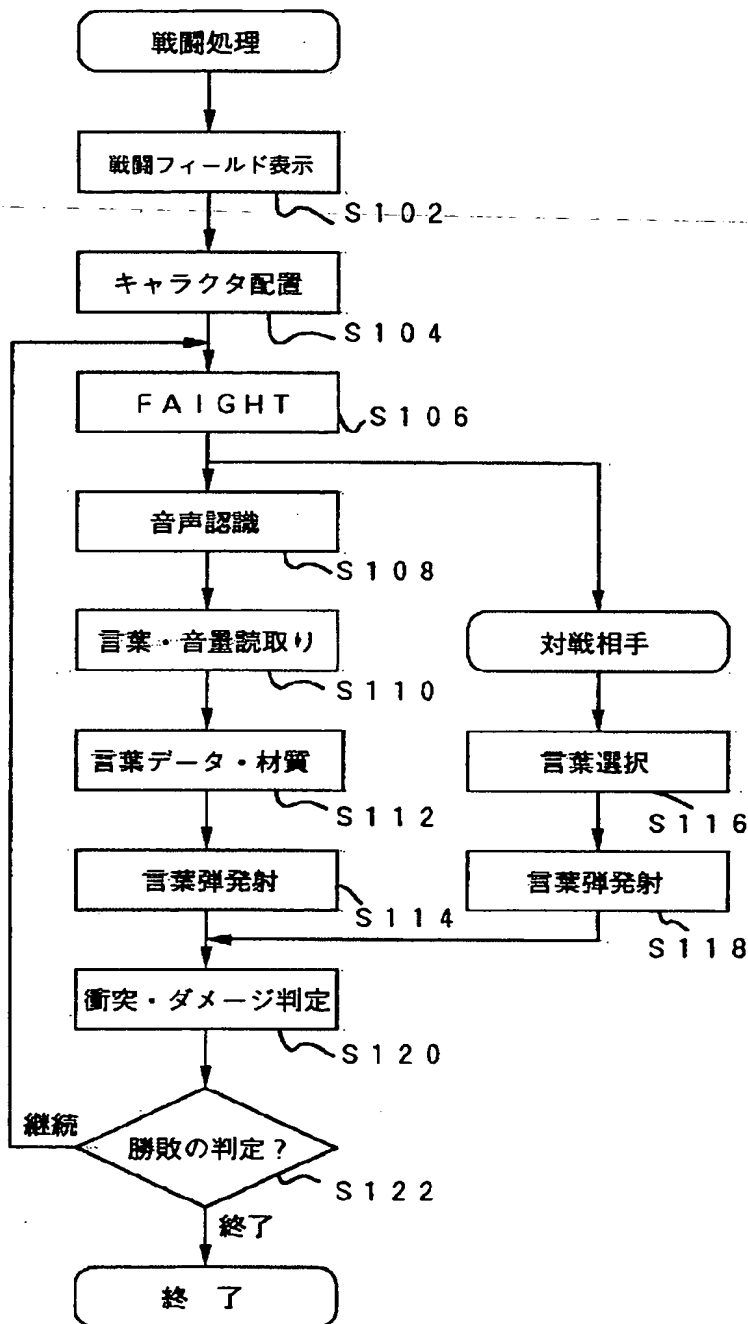 戦闘処理
戦闘フィールド表示
S102
キャラクタ配置
S104
FAIGHT
S106
音声認識
S108
言葉・音量読取り
S110
言葉データ・材質
S112
言葉弾発射
S114
対戦相手
言葉選択
S116
言葉弾発射
S118
衝突・ダメージ判定
S120
継続
勝敗の判定?
S122
終了
終 了